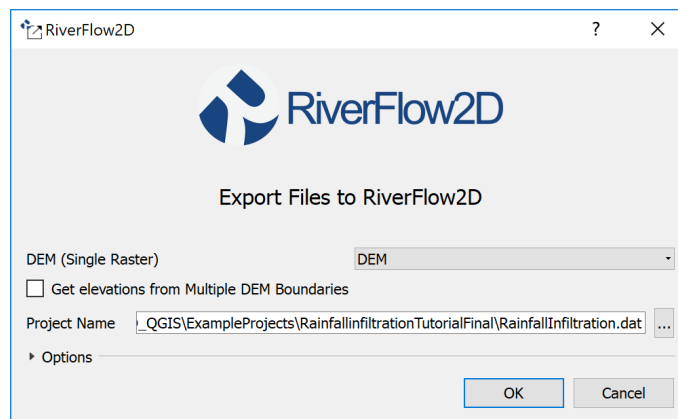 RiverFlow2D
?
RiverFlow2D
Export Files to RiverFlow2D
DEM (Single Raster) DEM
Get elevations from Multiple DEM Boundaries
Project Name _QGIS\ExampleProjects\RainfallinfiltrationTutorialFinal\RainfallInfiltration.dat ...
Options
OK Cancel